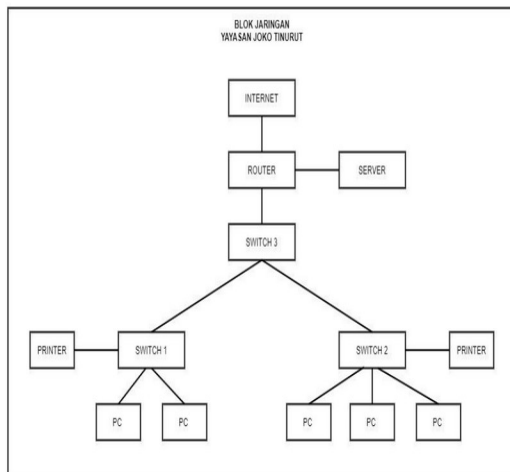 BLOK JARINGAN
YAYASAN JOKO TINURUT
INTERNET
ROUTER
SERVER
SWITCH 3
PRINTER
SWITCH 1
SWITCH 2
PRINTER
PC
PC
PC
PC
PC